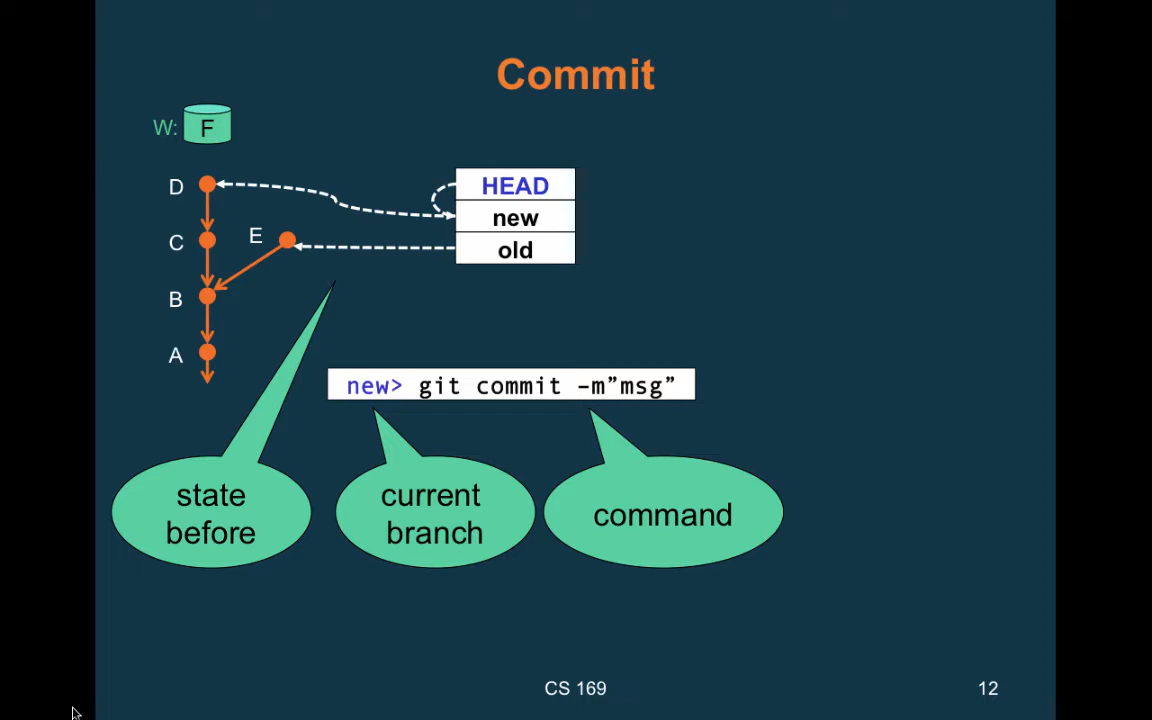 Commit
W: F
D
HEAD
new
C
E
old
B
A
new> git commit –m”msg”
state
before
current
branch
command
CS 169
12